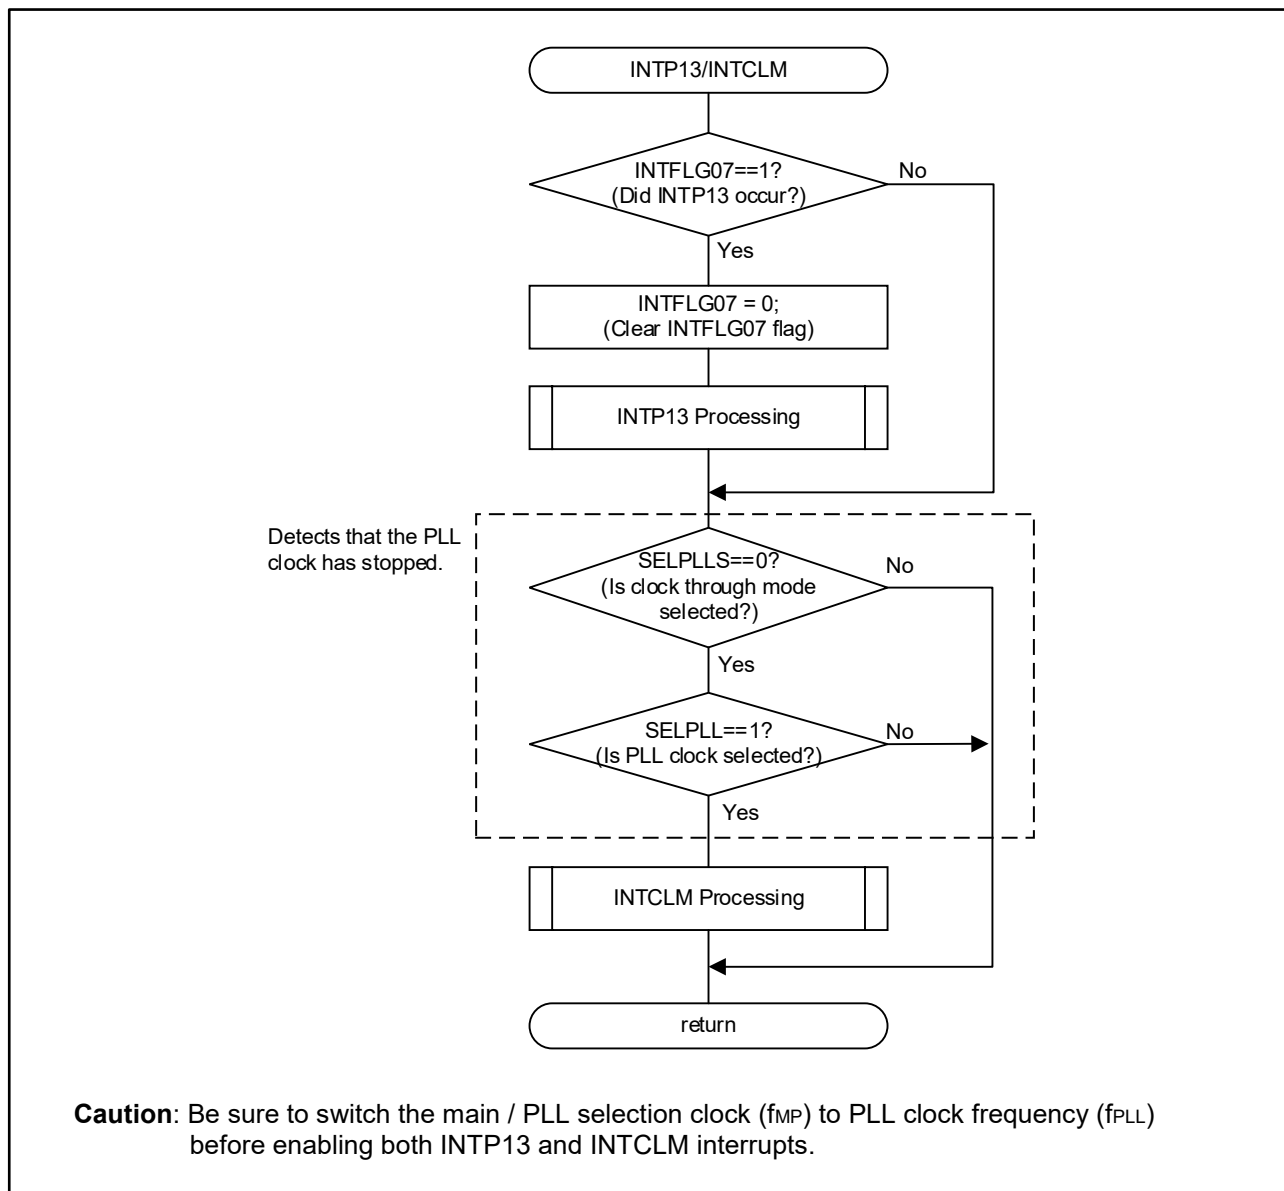 INTP13/INTCLM
INTFLG07==1?
(Did INTP13 occur?)
No
Yes
INTFLG07 = 0;
(Clear INTFLG07 flag)
INTP13 Processing
Detects that the PLL
clock has stopped.
SELPLLS==0?
(Is clock through mode
selected?)
No
Yes
SELPLL==1?
(Is PLL clock selected?)
No
Yes
INTCLM Processing
return
Caution: Be sure to switch the main / PLL selection clock (fMP) to PLL clock frequency (fPLL)
before enabling both INTP13 and INTCLM interrupts.